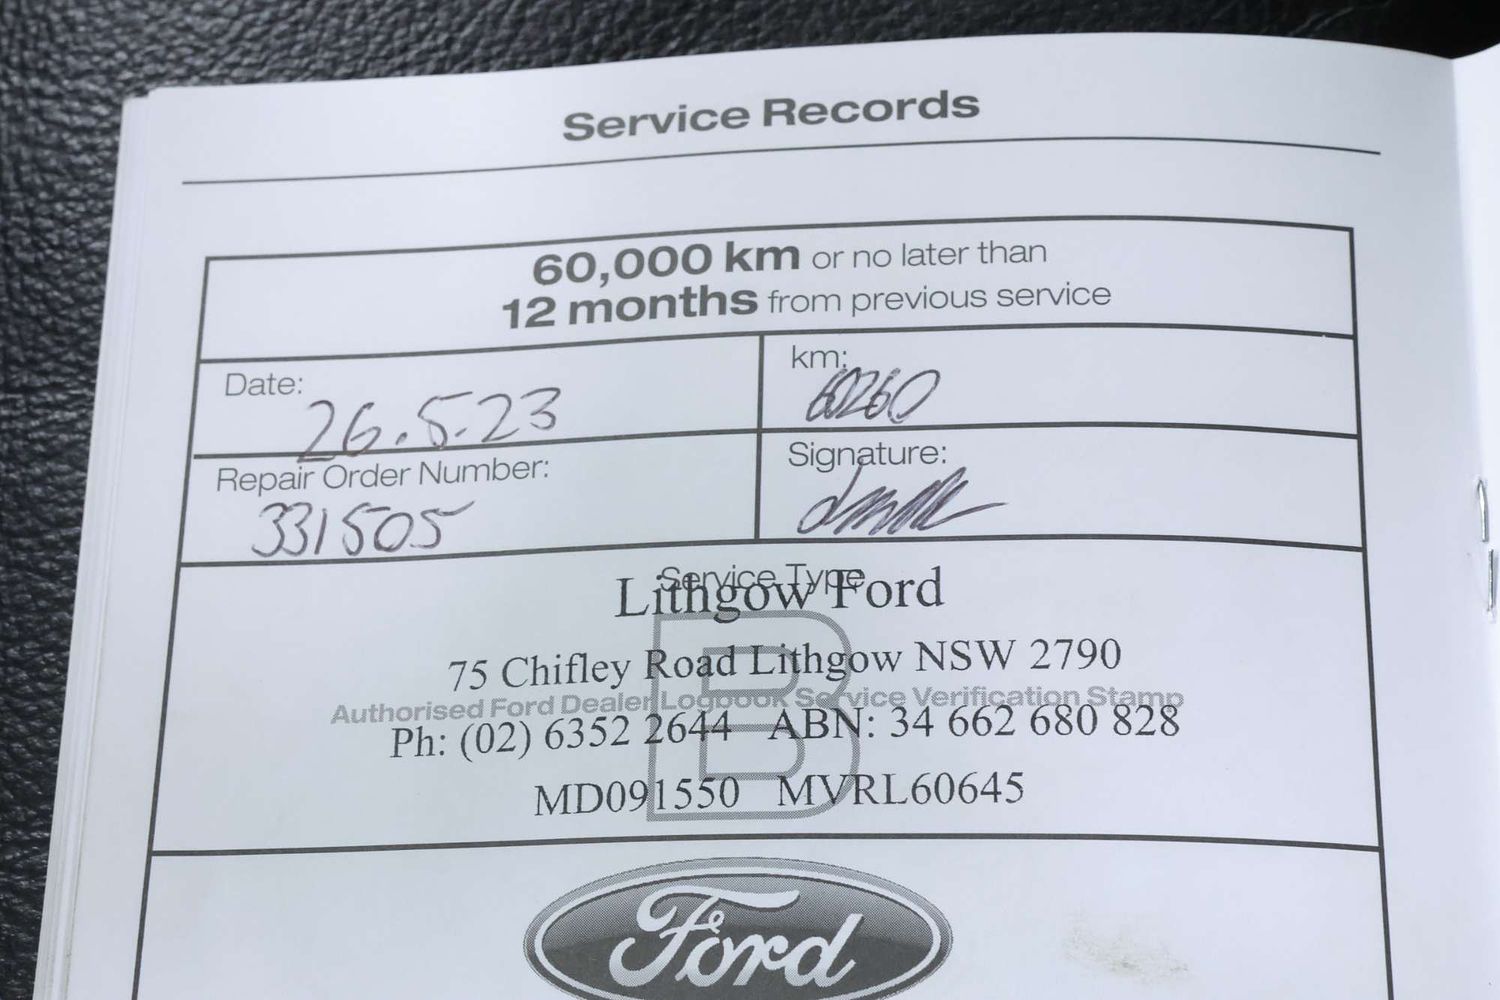 Service Records
60,000 km or no later than
12 months from previous service
Date:
26.5.23
km:
60260
Repair Order Number:
331505
Signature:
Service Type
Lithgow Ford
B
75 Chifley Road Lithgow NSW 2790
Authorised Ford Dealer Logbook Service Verification Stamp
Ph: (02) 6352 2644 ABN: 34 662 680 828
MD091550 MVRL60645
Ford